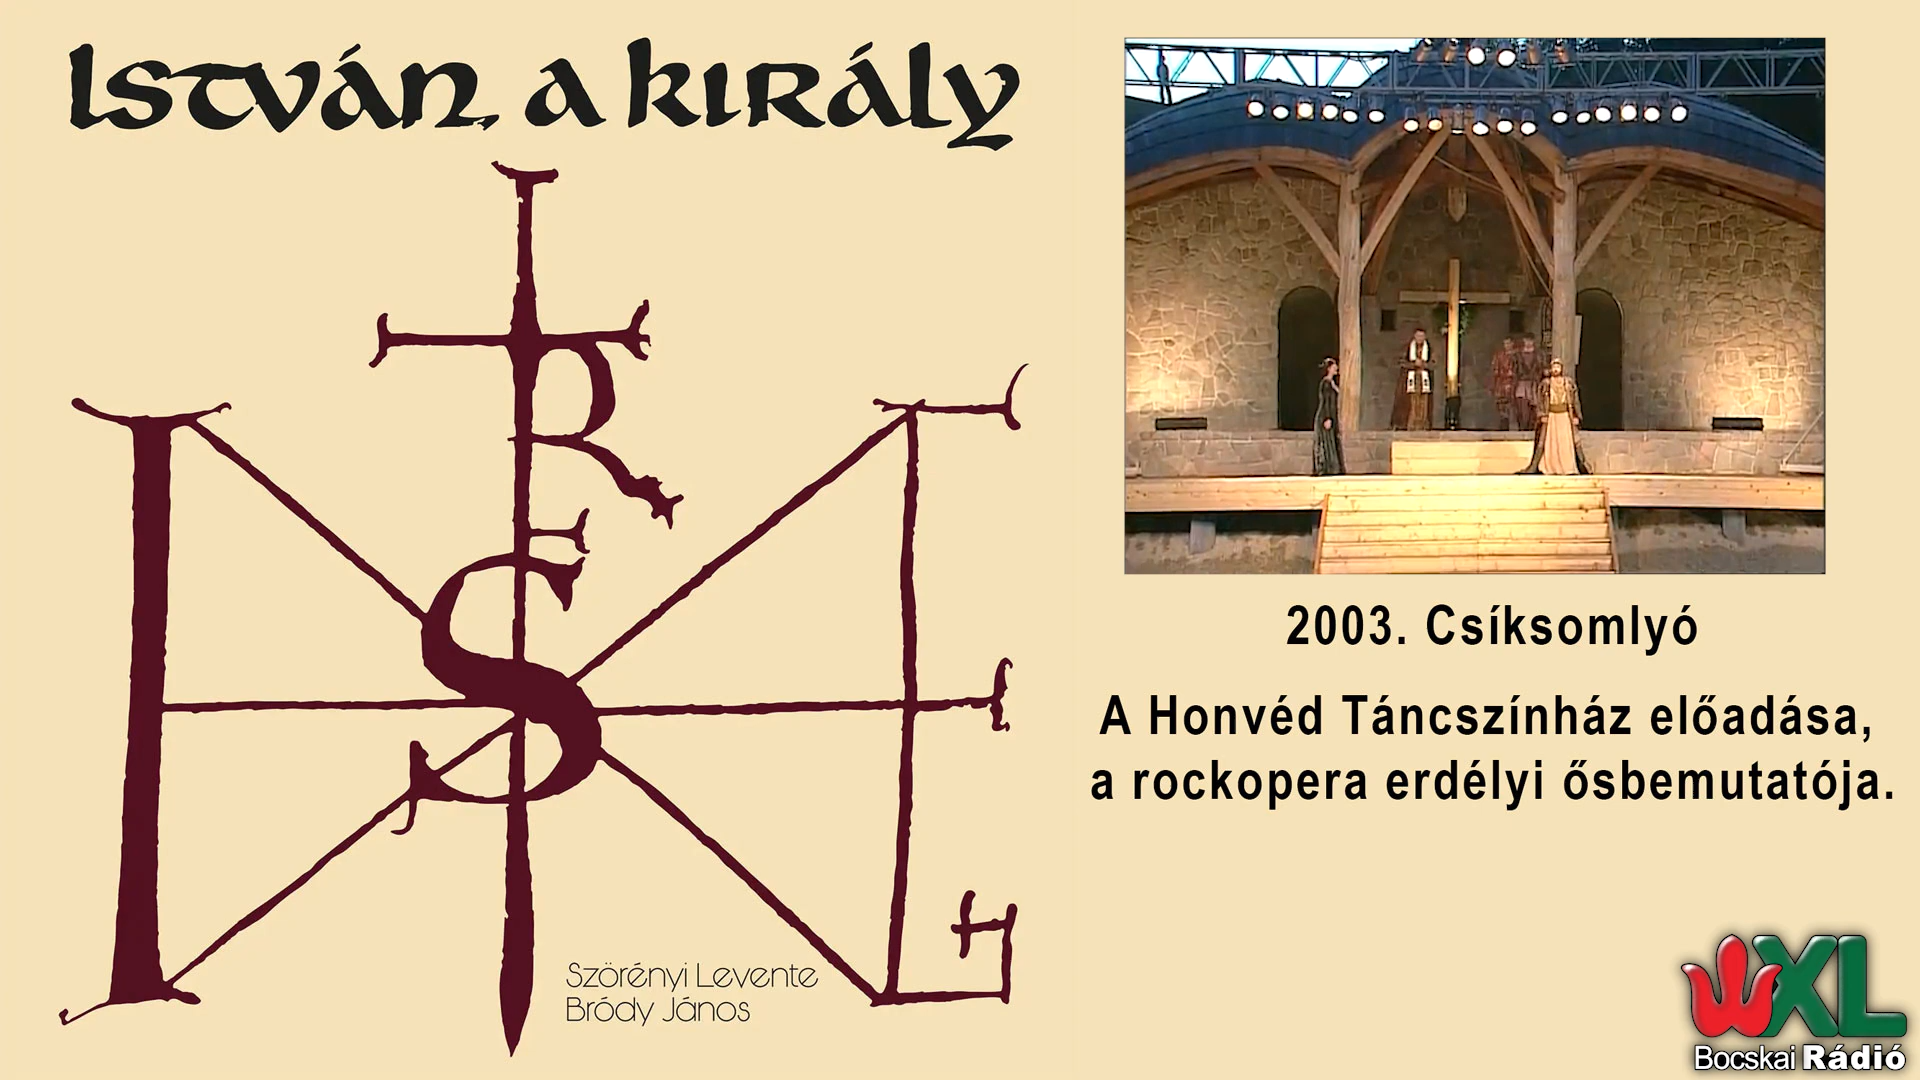 István, a király
Szörényi Levente
Bródy János
2003. Csíksomlyó
A Honvéd Táncszínház előadása,
a rockopera erdélyi ősbemutatója.
XL
Bocskai Rádió